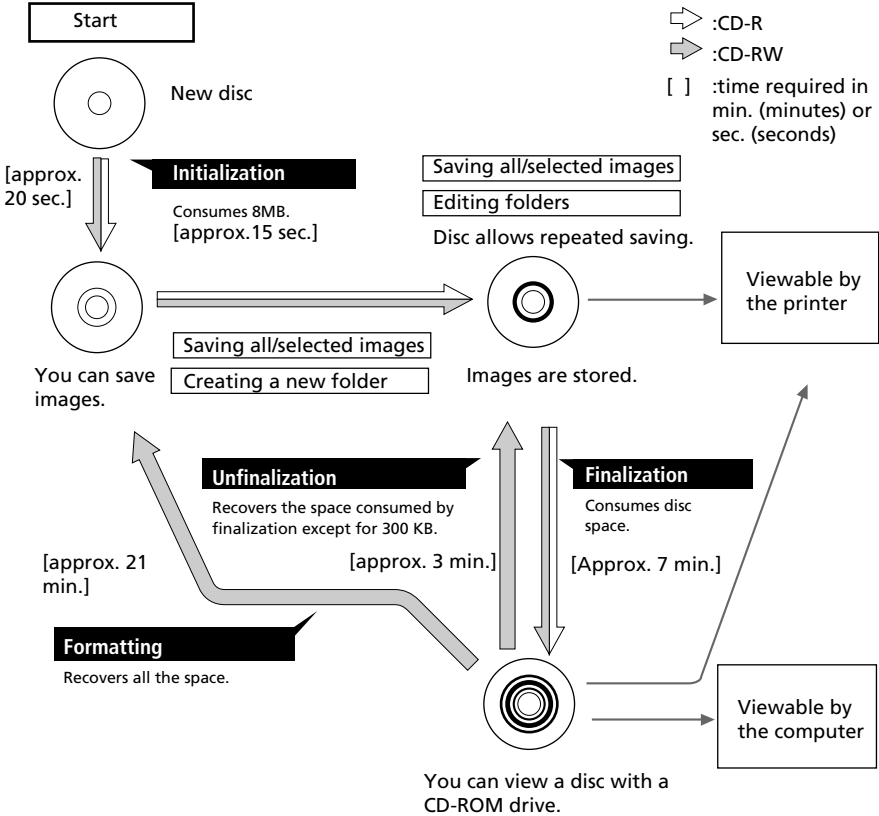 Start
:CD-R
:CD-RW
[ ] :time required in
min. (minutes) or
sec. (seconds)
New disc
[approx.
20 sec.]
Initialization
Consumes 8MB.
[approx.15 sec.]
Saving all/selected images
Editing folders
Disc allows repeated saving.
Viewable by
the printer
Saving all/selected images
Creating a new folder
You can save
images.
Images are stored.
Unfinalization
Recovers the space consumed by
finalization except for 300 KB.
[approx. 3 min.]
Finalization
Consumes disc
space.
[Approx. 7 min.]
[approx. 21
min.]
Formatting
Recovers all the space.
Viewable by
the computer
You can view a disc with a
CD-ROM drive.